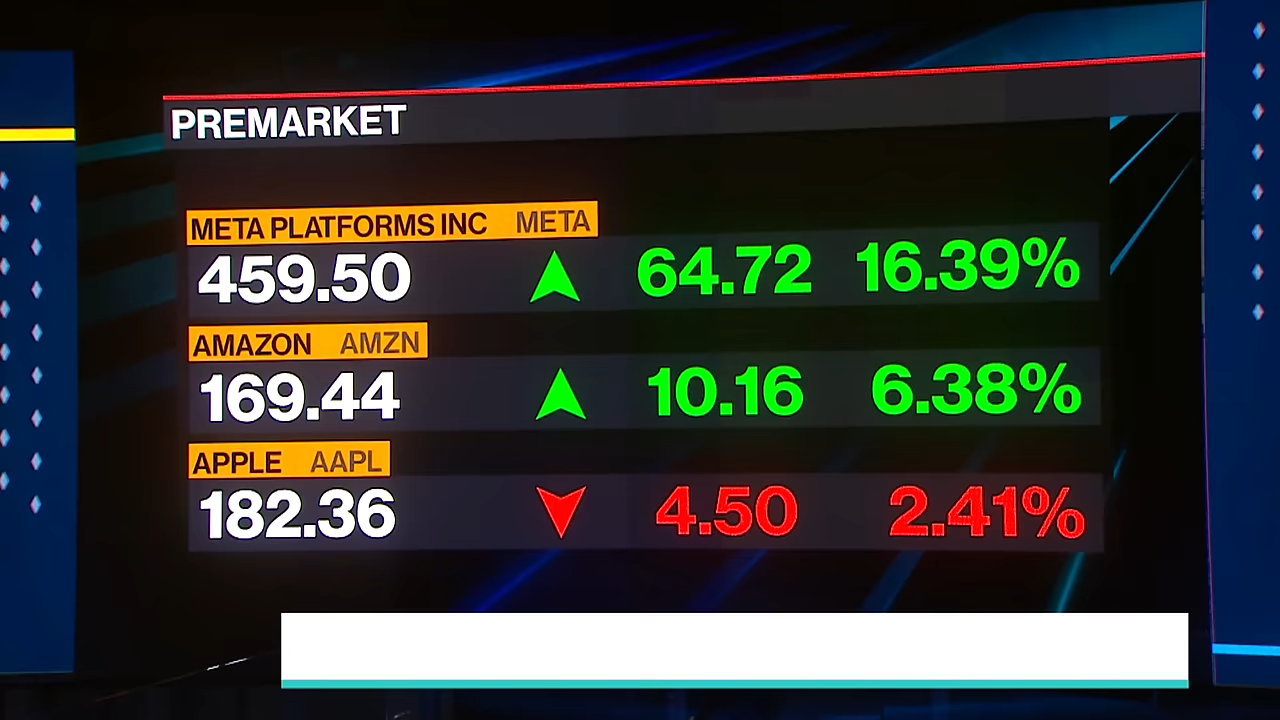 PREMARKET
META PLATFORMS INC META
459.50 ▲ 64.72 16.39%
AMAZON AMZN
169.44 ▲ 10.16 6.38%
APPLE AAPL
182.36 ▼ 4.50 2.41%